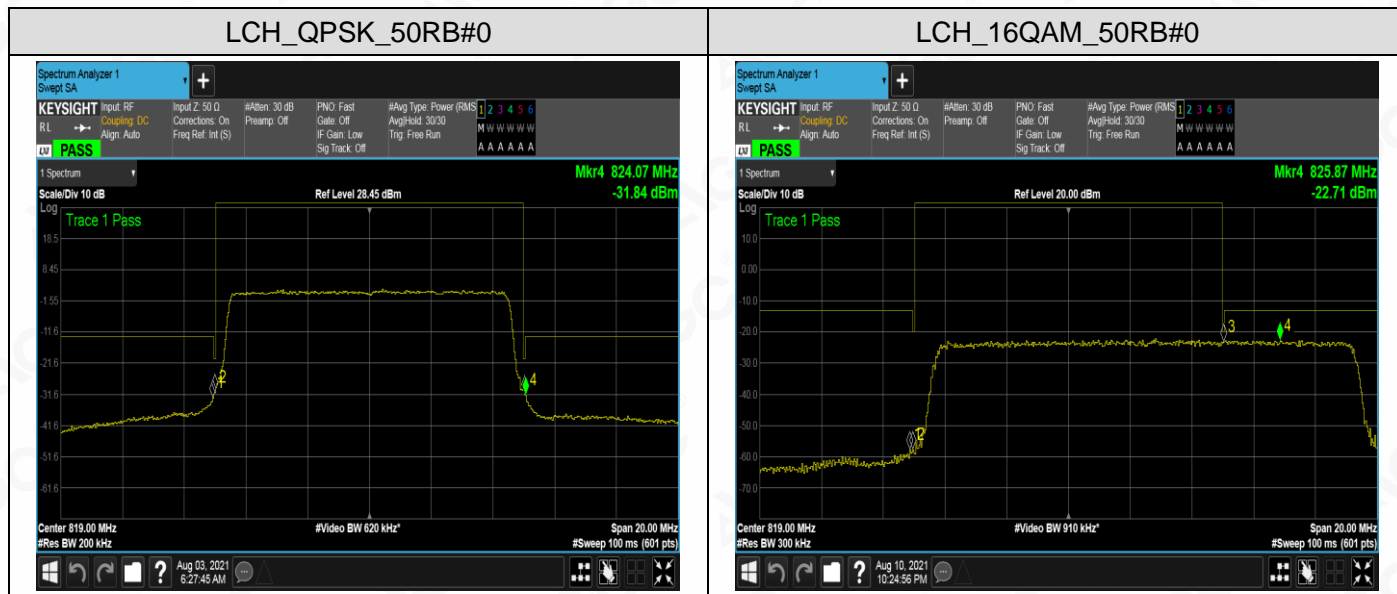 LCH_QPSK_50RB#0
Spectrum Analyzer 1
Swept SA
+
KEYSIGHT
RL
Input: RF
Coupling: DC
Align: Auto
Input Z: 50 Ω
Corrections: On
Freq Ref: Int (S)
#Atten: 30 dB
Preamp: Off
PNO: Fast
Gate: Off
IF Gain: Low
Sig Track: Off
#Avg Type: Power (RMS
Avg|Hold: 30/30
Trig: Free Run
1 2 3 4 5 6
M W W W W W
A A A A A A
LXI PASS
1 Spectrum
Mkr4 824.07 MHz
Scale/Div 10 dB
Ref Level 28.45 dBm
-31.84 dBm
Log
Trace 1 Pass
18.5
8.45
-1.55
-11.6
-21.6
2
4
-31.6
-41.6
-51.6
-61.6
Center 819.00 MHz
#Video BW 620 kHz*
Span 20.00 MHz
#Res BW 200 kHz
#Sweep 100 ms (601 pts)
?
Aug 03, 2021
6:27:45 AM
LCH_16QAM_50RB#0
Spectrum Analyzer 1
Swept SA
+
KEYSIGHT
RL
Input: RF
Coupling: DC
Align: Auto
Input Z: 50 Ω
Corrections: On
Freq Ref: Int (S)
#Atten: 30 dB
Preamp: Off
PNO: Fast
Gate: Off
IF Gain: Low
Sig Track: Off
#Avg Type: Power (RMS
Avg|Hold: 30/30
Trig: Free Run
1 2 3 4 5 6
M W W W W W
A A A A A A
LXI PASS
1 Spectrum
Mkr4 825.87 MHz
Scale/Div 10 dB
Ref Level 20.00 dBm
-22.71 dBm
Log
Trace 1 Pass
10.0
0.00
-10.0
3
4
-20.0
-30.0
-40.0
-50.0
2
-60.0
-70.0
Center 819.00 MHz
#Video BW 910 kHz*
Span 20.00 MHz
#Res BW 300 kHz
#Sweep 100 ms (601 pts)
?
Aug 10, 2021
10:24:56 PM